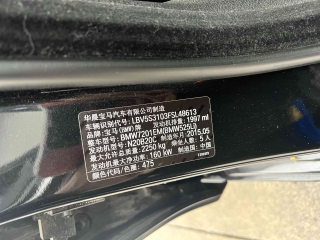 华晨宝马汽车有限公司制造
车辆识别代号: LBV5S3103FSL48613
品牌: 宝马(BMW)牌 发动机排量: 1997 ml
整车型号: BMW7201EM(BMW525Li)
发动机型号: N20B20C 制造年月 2015.05
最大允许总质量: 2250 kg 乘坐人数: 5 人
发动机最大净功率: 160 kW 制造国: 中国
颜色/色号: 475